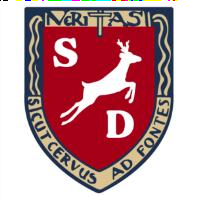 VERITAS
S
D
SICUT CERVUS AD FONTES